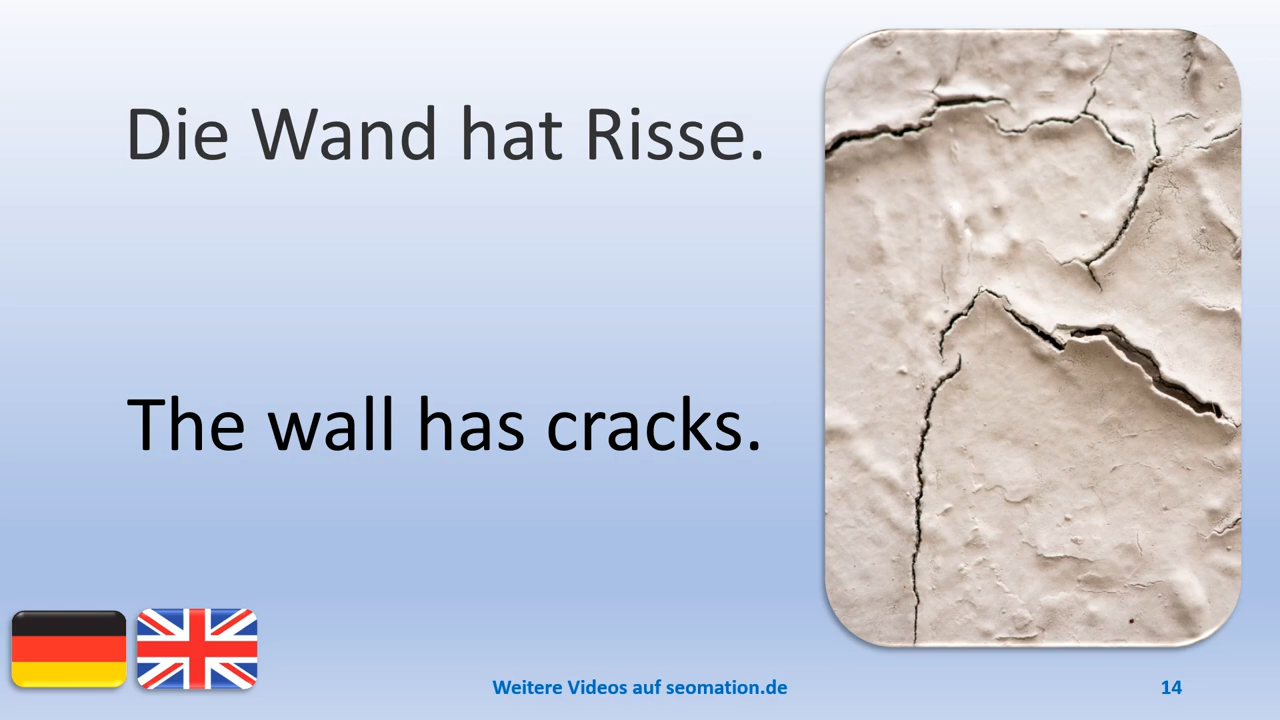 Die Wand hat Risse.
The wall has cracks.
Weitere Videos auf seomation.de
14